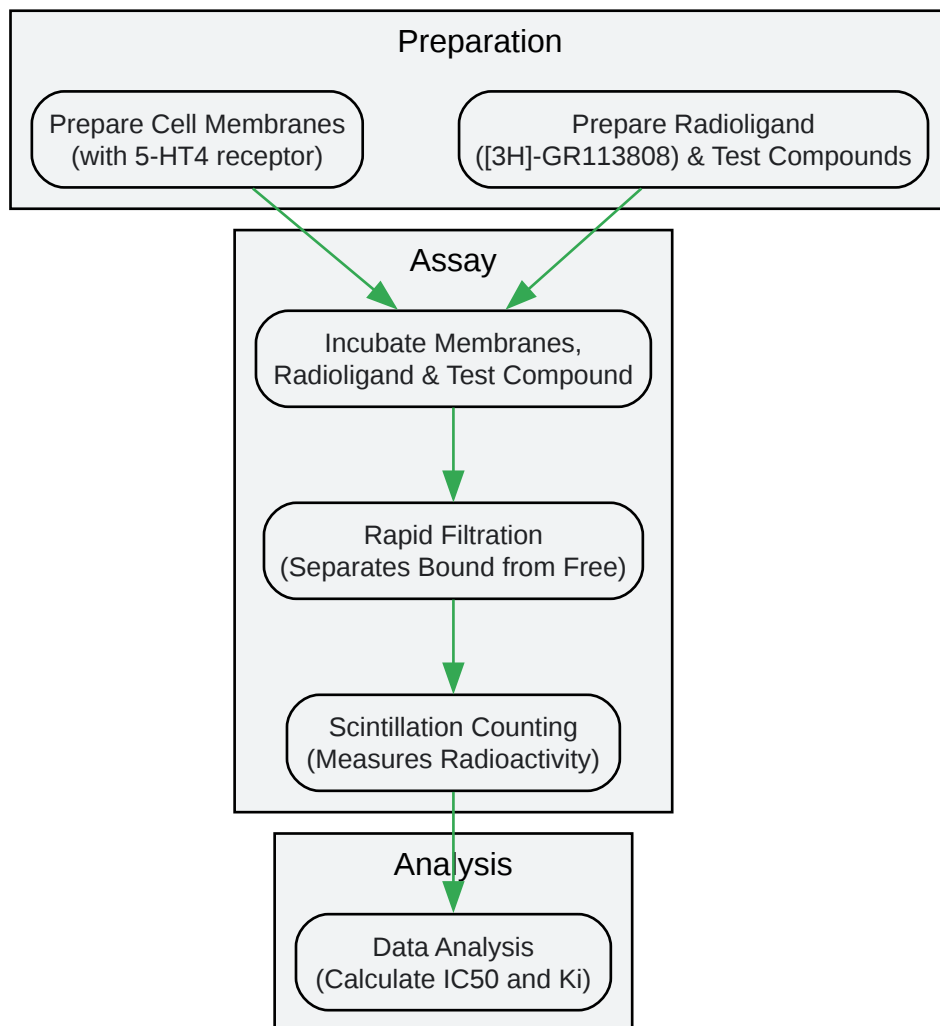 Preparation
Prepare Cell Membranes
(with 5-HT4 receptor)
Prepare Radioligand
([3H]-GR113808) & Test Compounds
Assay
Incubate Membranes,
Radioligand & Test Compound
Rapid Filtration
(Separates Bound from Free)
Scintillation Counting
(Measures Radioactivity)
Analysis
Data Analysis
(Calculate IC50 and Ki)